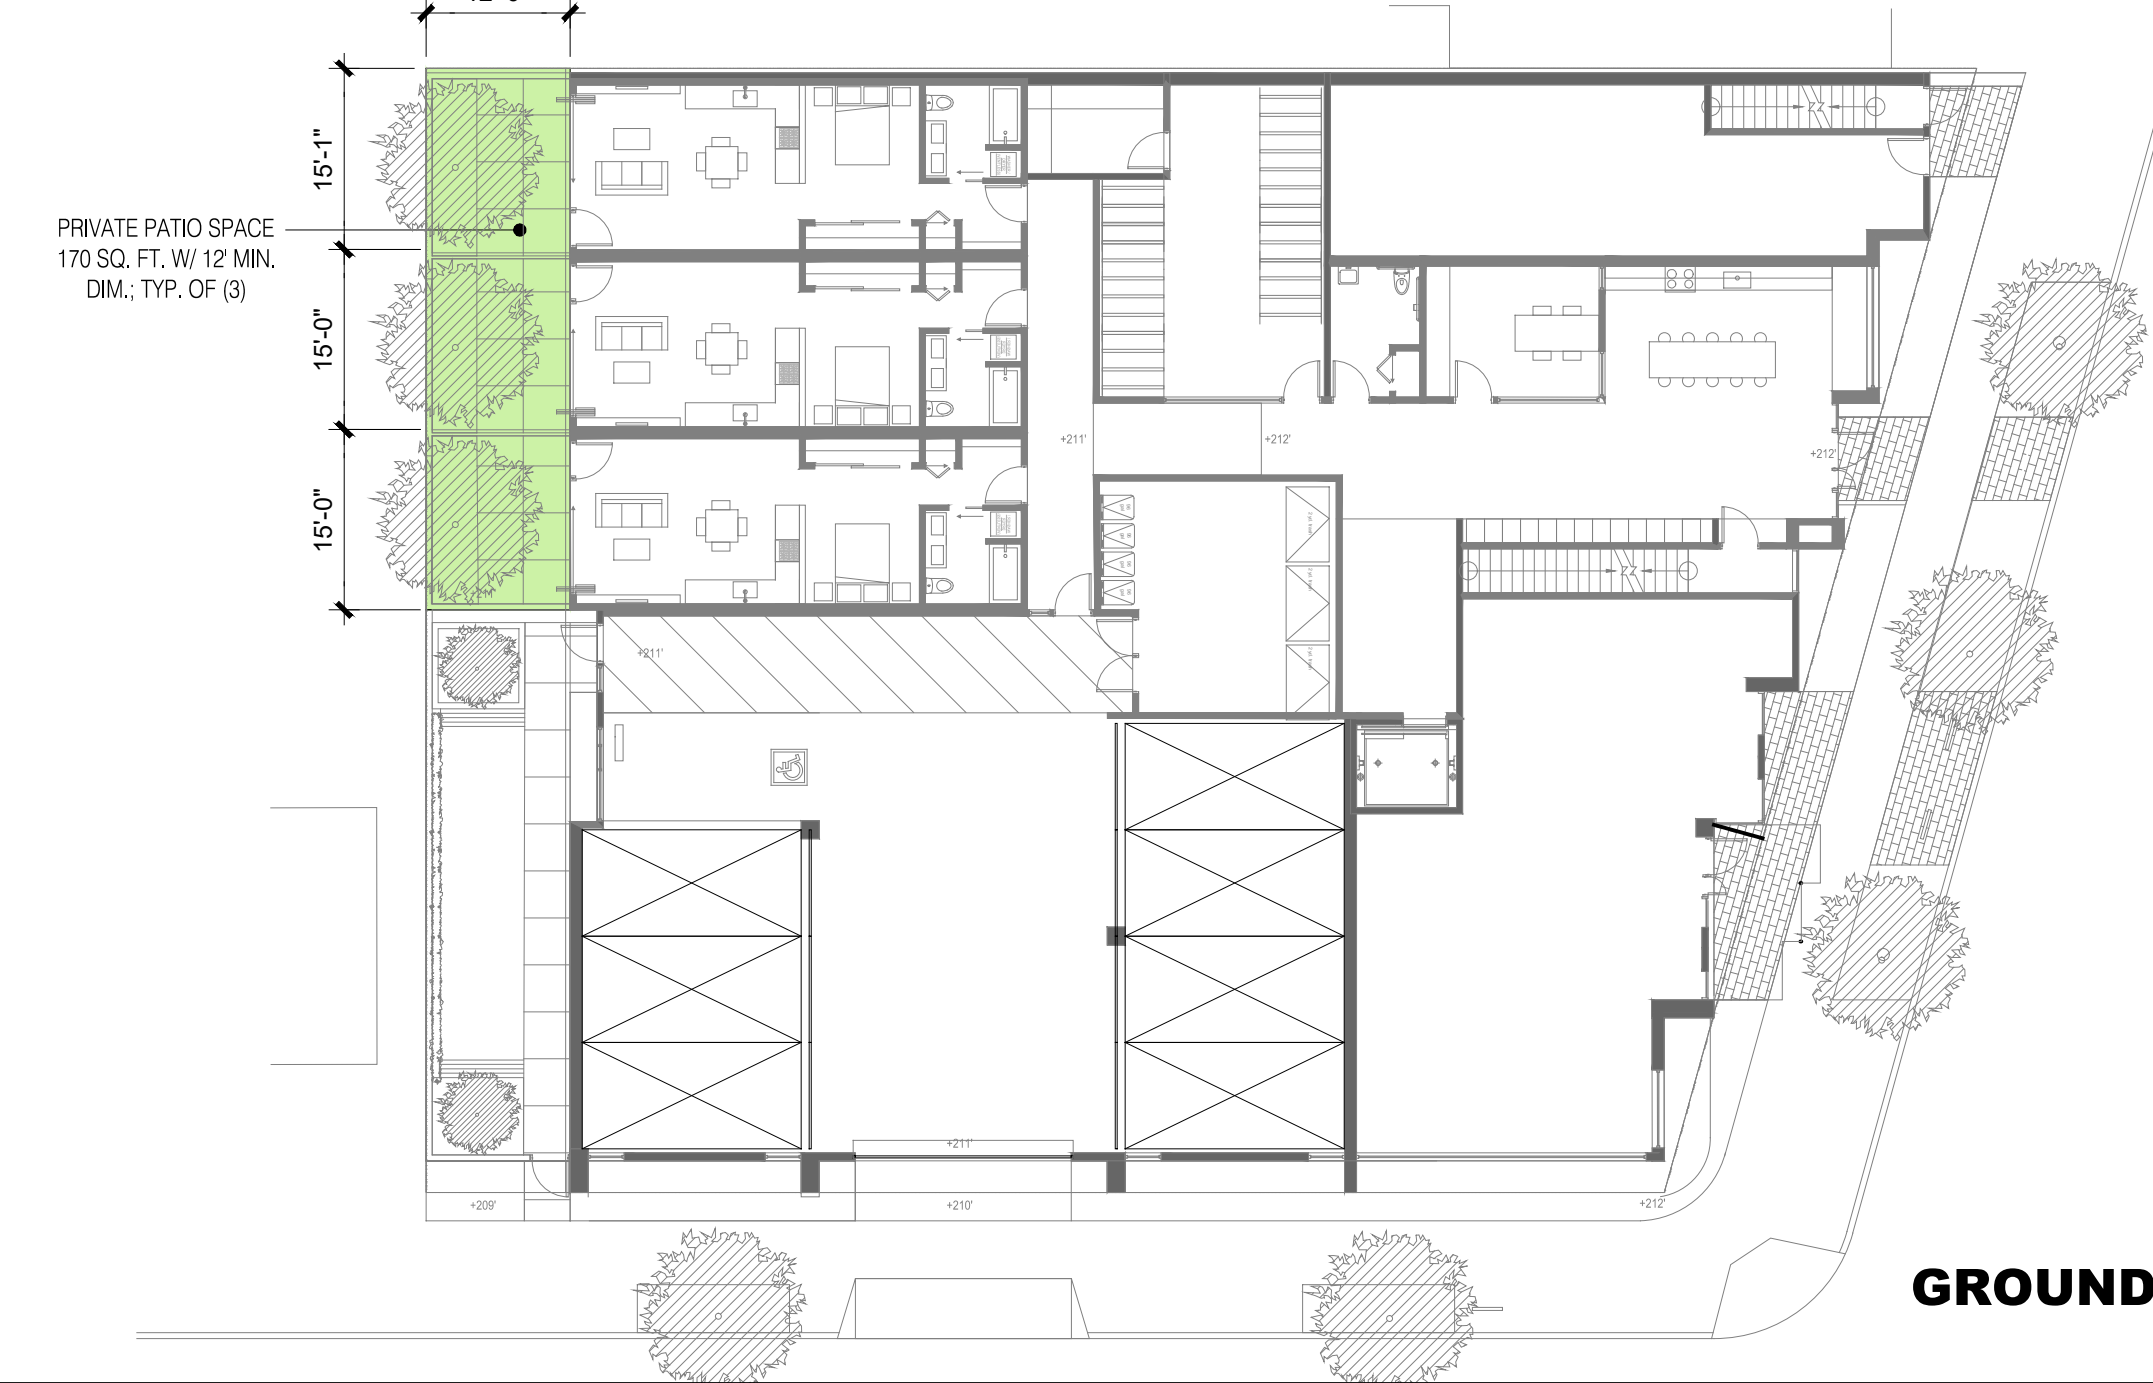 15'-1"
PRIVATE PATIO SPACE
170 SQ. FT. W/ 12' MIN.
DIM.; TYP. OF (3)
15'-0"
+211'
+212'
+212'
15'-0"
+211'
+211'
+209'
+210'
+212'
GROUND